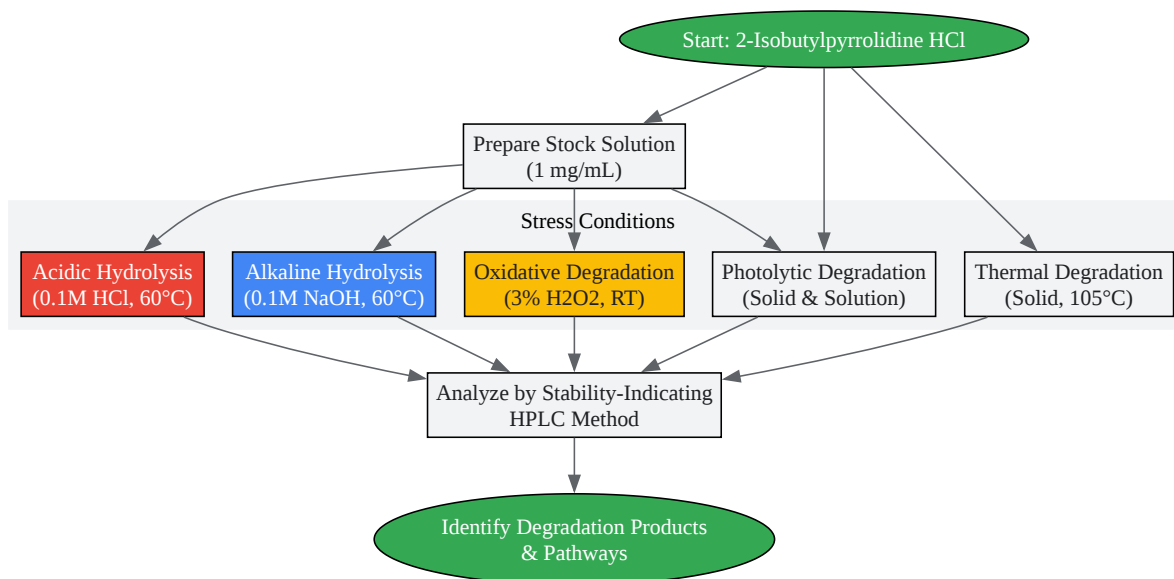 Start: 2-Isobutylpyrrolidine HCl
Prepare Stock Solution
(1 mg/mL)
Stress Conditions
Acidic Hydrolysis
(0.1M HCl, 60°C)
Alkaline Hydrolysis
(0.1M NaOH, 60°C)
Oxidative Degradation
(3% H2O2, RT)
Photolytic Degradation
(Solid & Solution)
Thermal Degradation
(Solid, 105°C)
Analyze by Stability-Indicating
HPLC Method
Identify Degradation Products
& Pathways